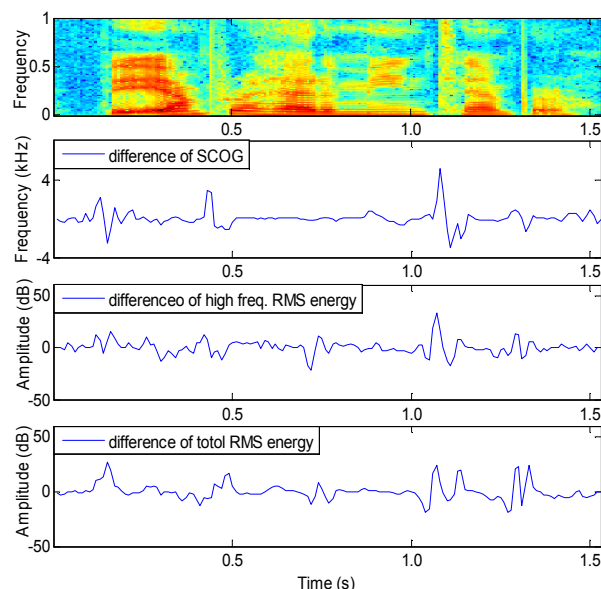 1
0.5
0
Frequency
0.5
1.0
1.5
difference of SCOG
4
-4
Frequency (kHz)
0.5
1.0
1.5
differenceo of high freq. RMS energy
50
0
-50
Amplitude (dB)
0.5
1.0
1.5
difference of totol RMS energy
50
0
-50
Amplitude (dB)
0.5
1.0
1.5
Time (s)